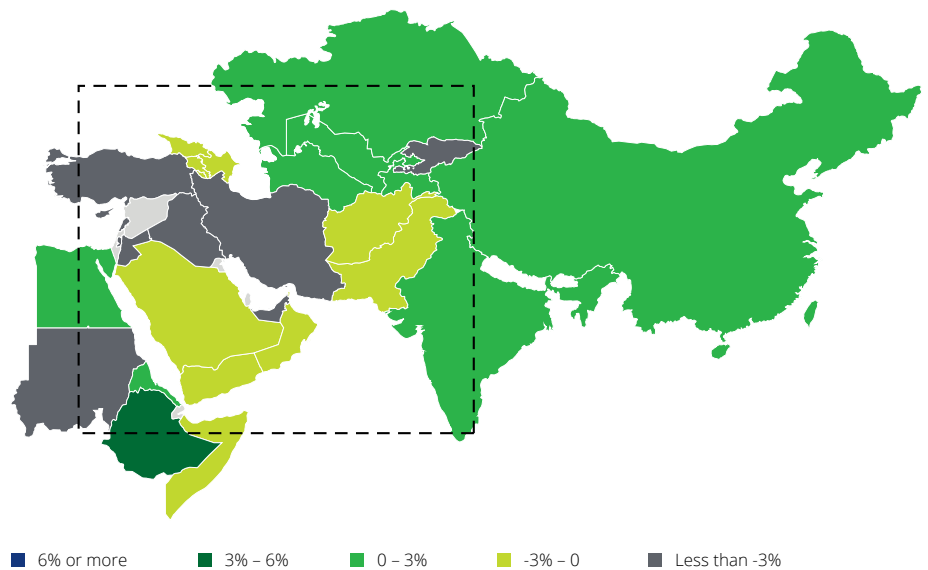 6% or more 3% – 6% 0 – 3% -3% – 0 Less than -3%